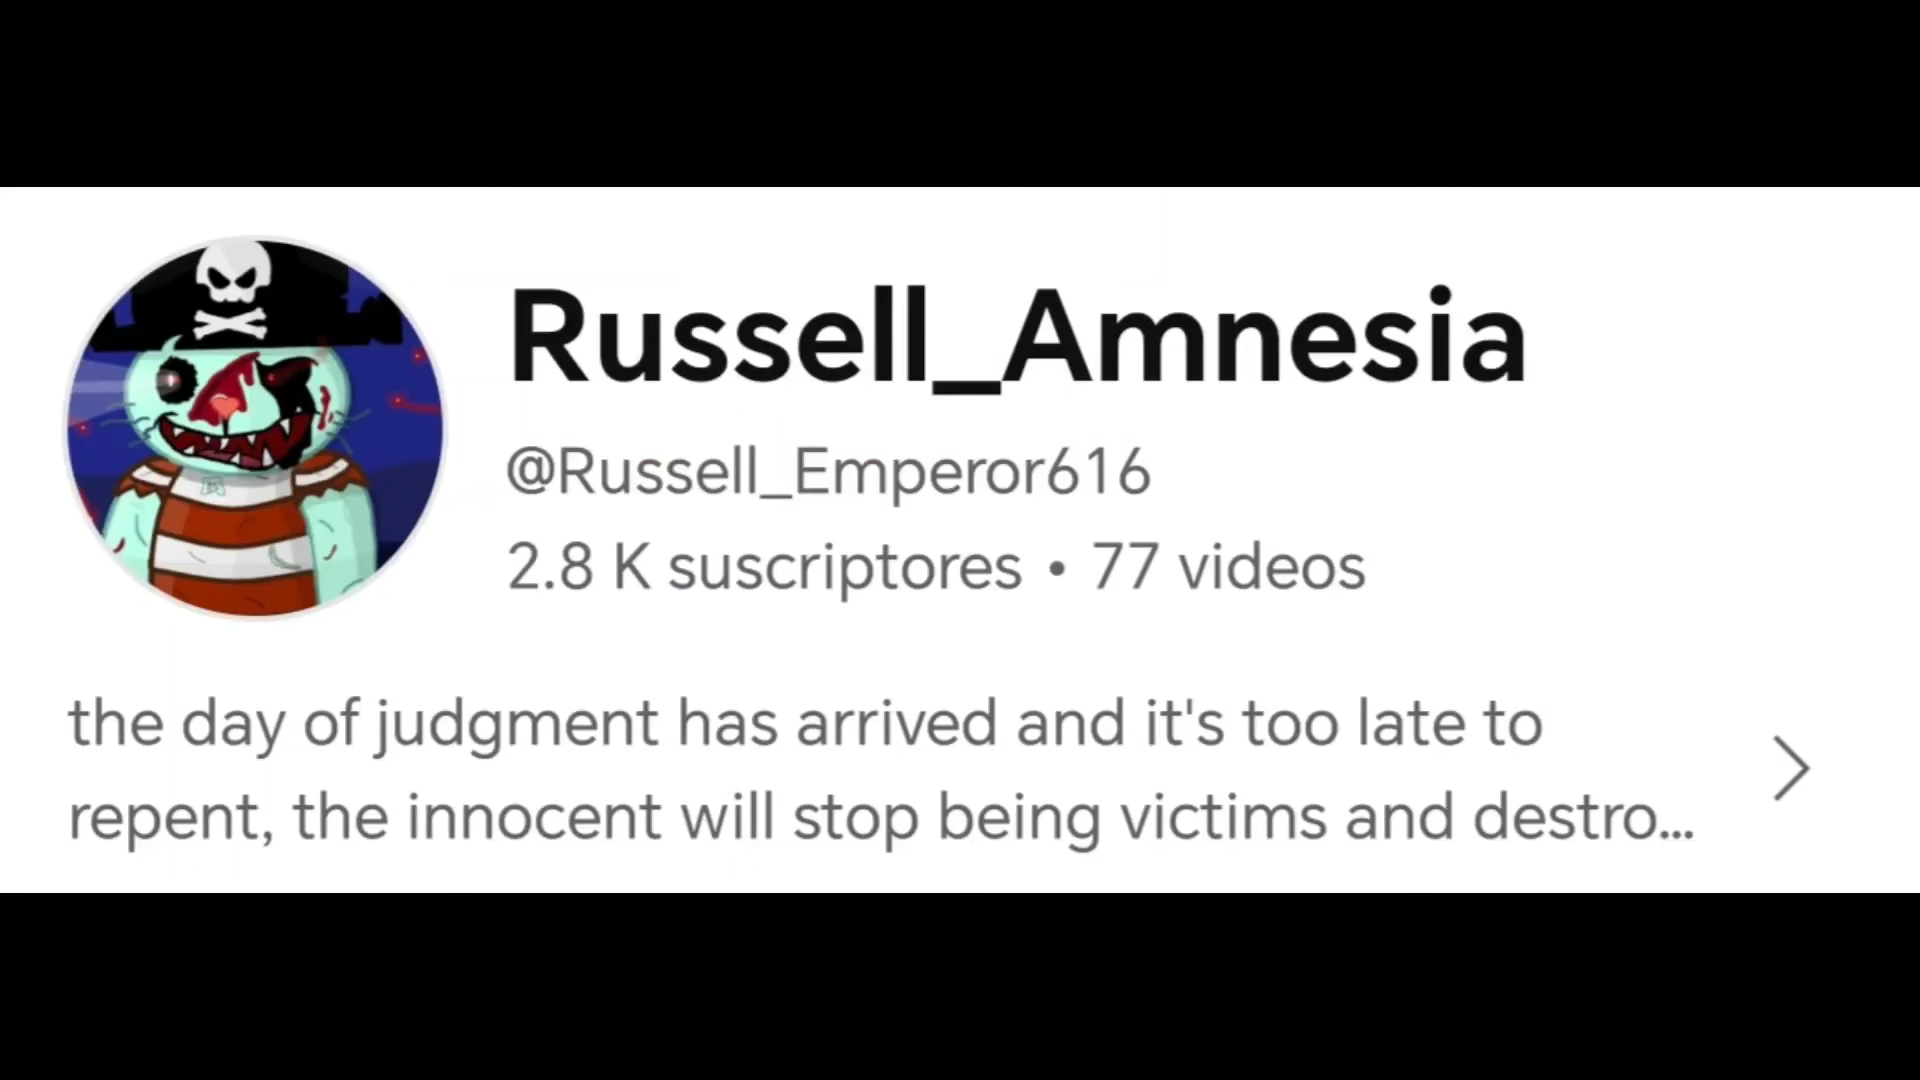 Russell_Amnesia
@Russell_Emperor616
2.8 K suscriptores • 77 videos
the day of judgment has arrived and it's too late to
repent, the innocent will stop being victims and destro...